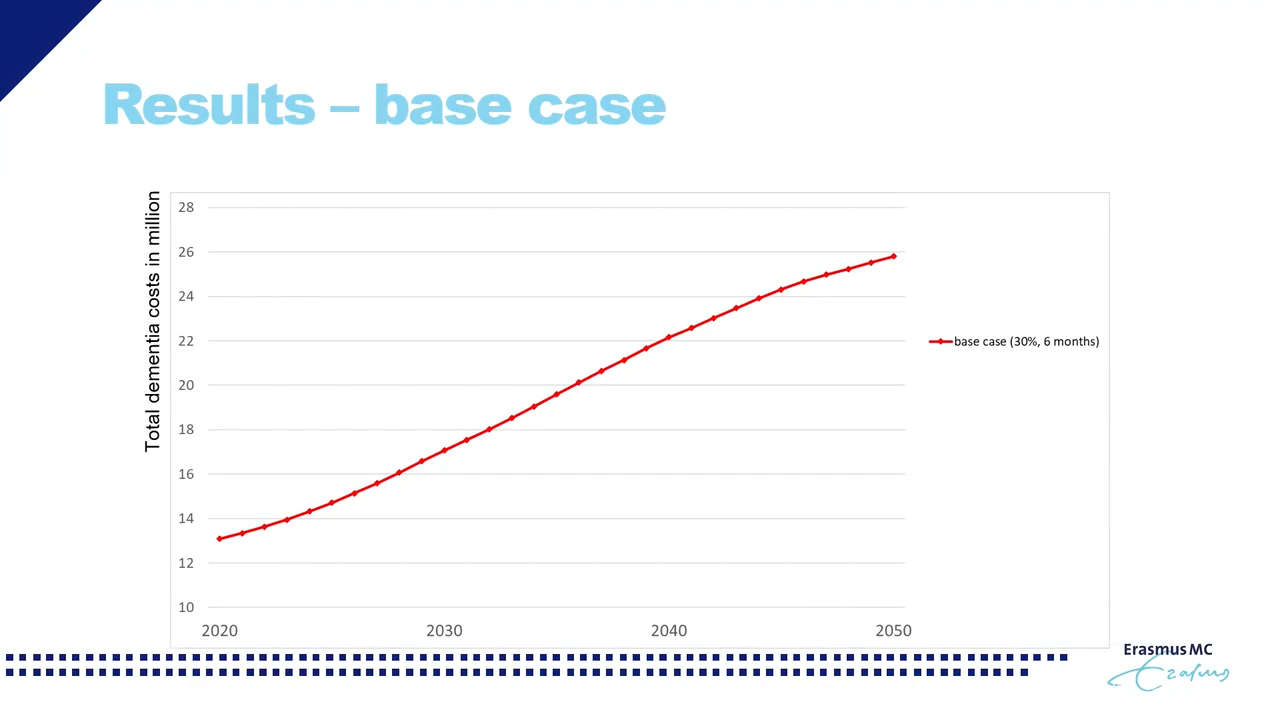 Results – base case
Total dementia costs in million
28
26
24
22
20
18
16
14
12
10
2020 2030 2040 2050
base case (30%, 6 months)
Erasmus MC
Erasmus